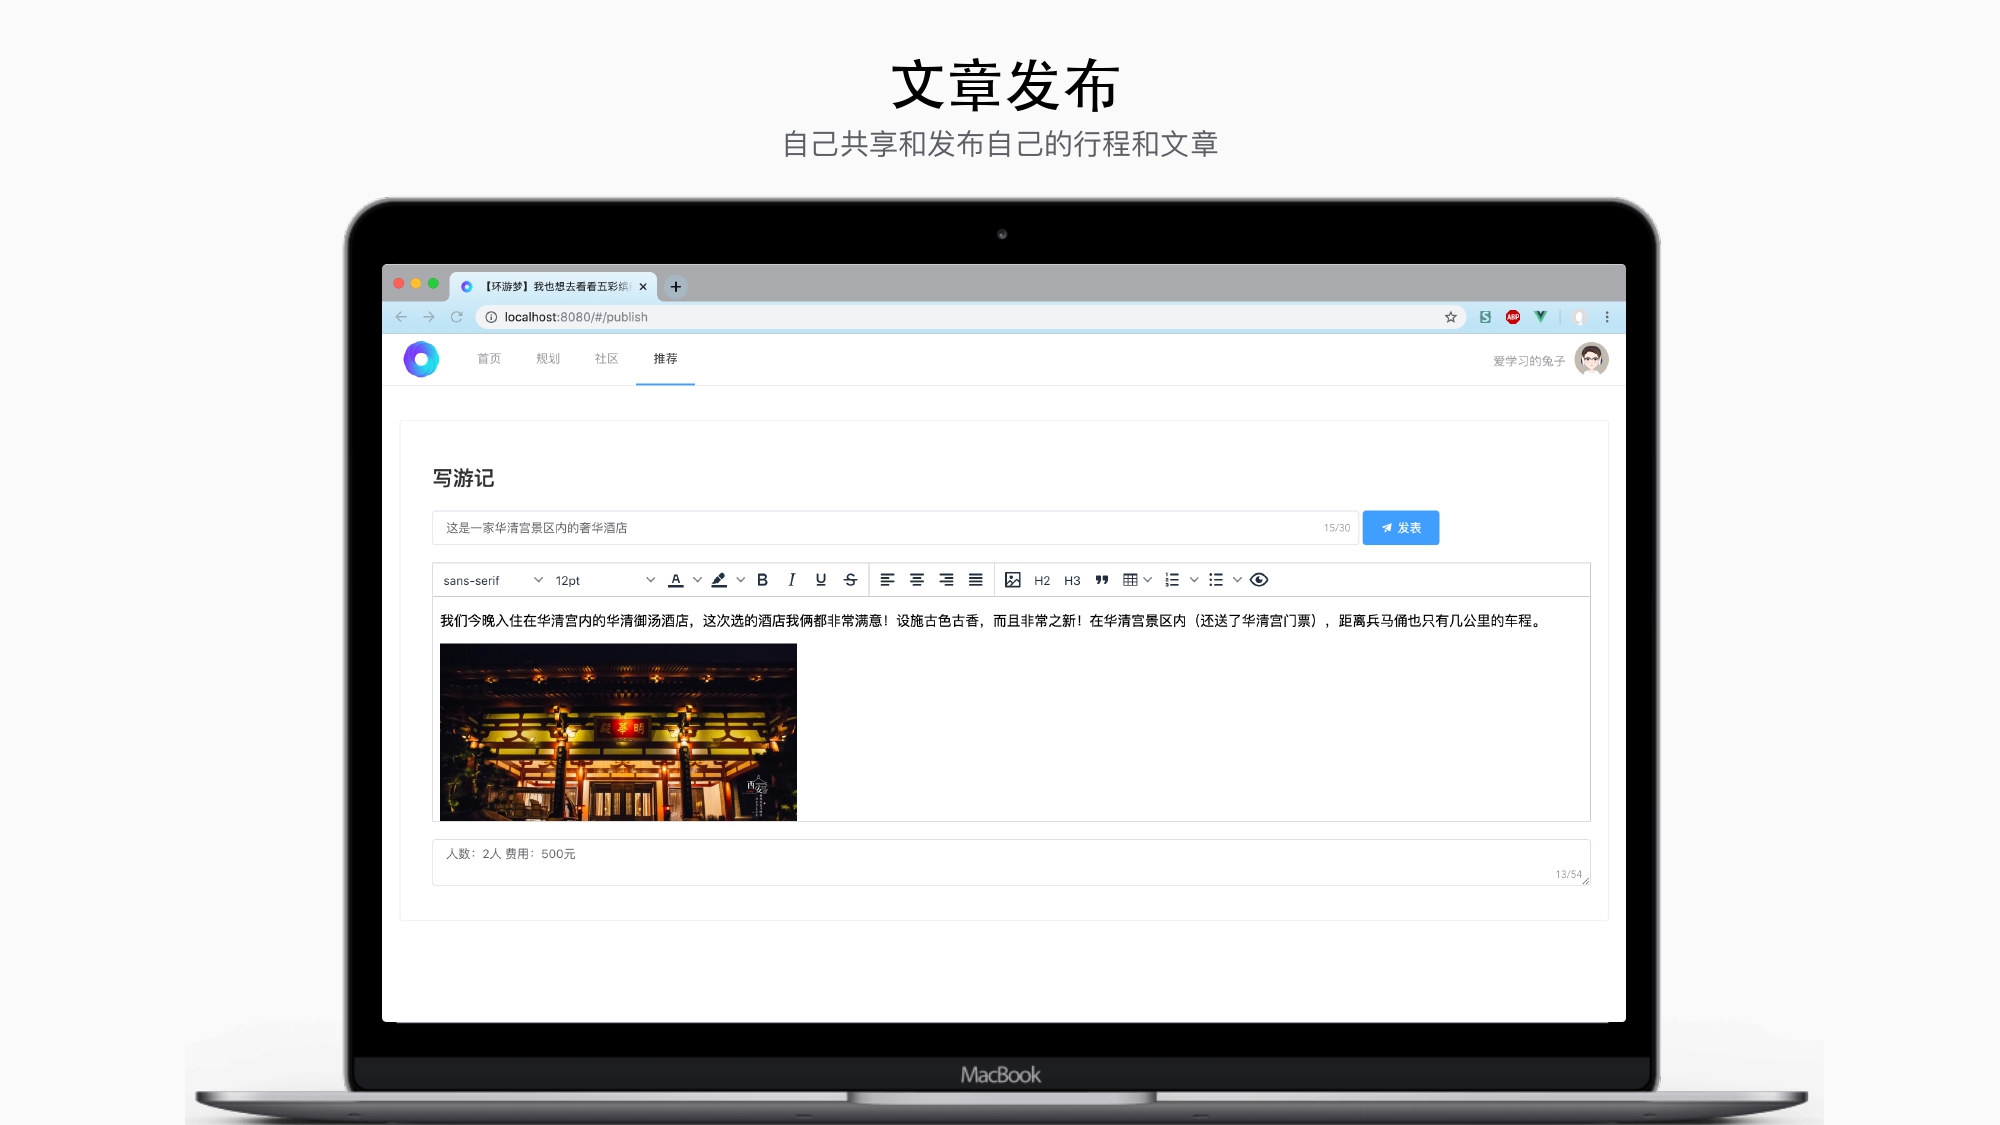 文章发布
自己共享和发布自己的行程和文章
【环游梦】我也想去看看五彩缤
localhost:8080/#/publish
ABP
首页 规划 社区 推荐
爱学习的兔子
写游记
这是一家华清宫景区内的奢华酒店 15/30 发表
sans-serif 12pt A B I U S H2 H3
我们今晚入住在华清宫内的华清御汤酒店，这次选的酒店我俩都非常满意！设施古色古香，而且非常之新！在华清宫景区内（还送了华清宫门票），距离兵马俑也只有几公里的车程。
西安
人数：2人 费用：500元
13/54
MacBook